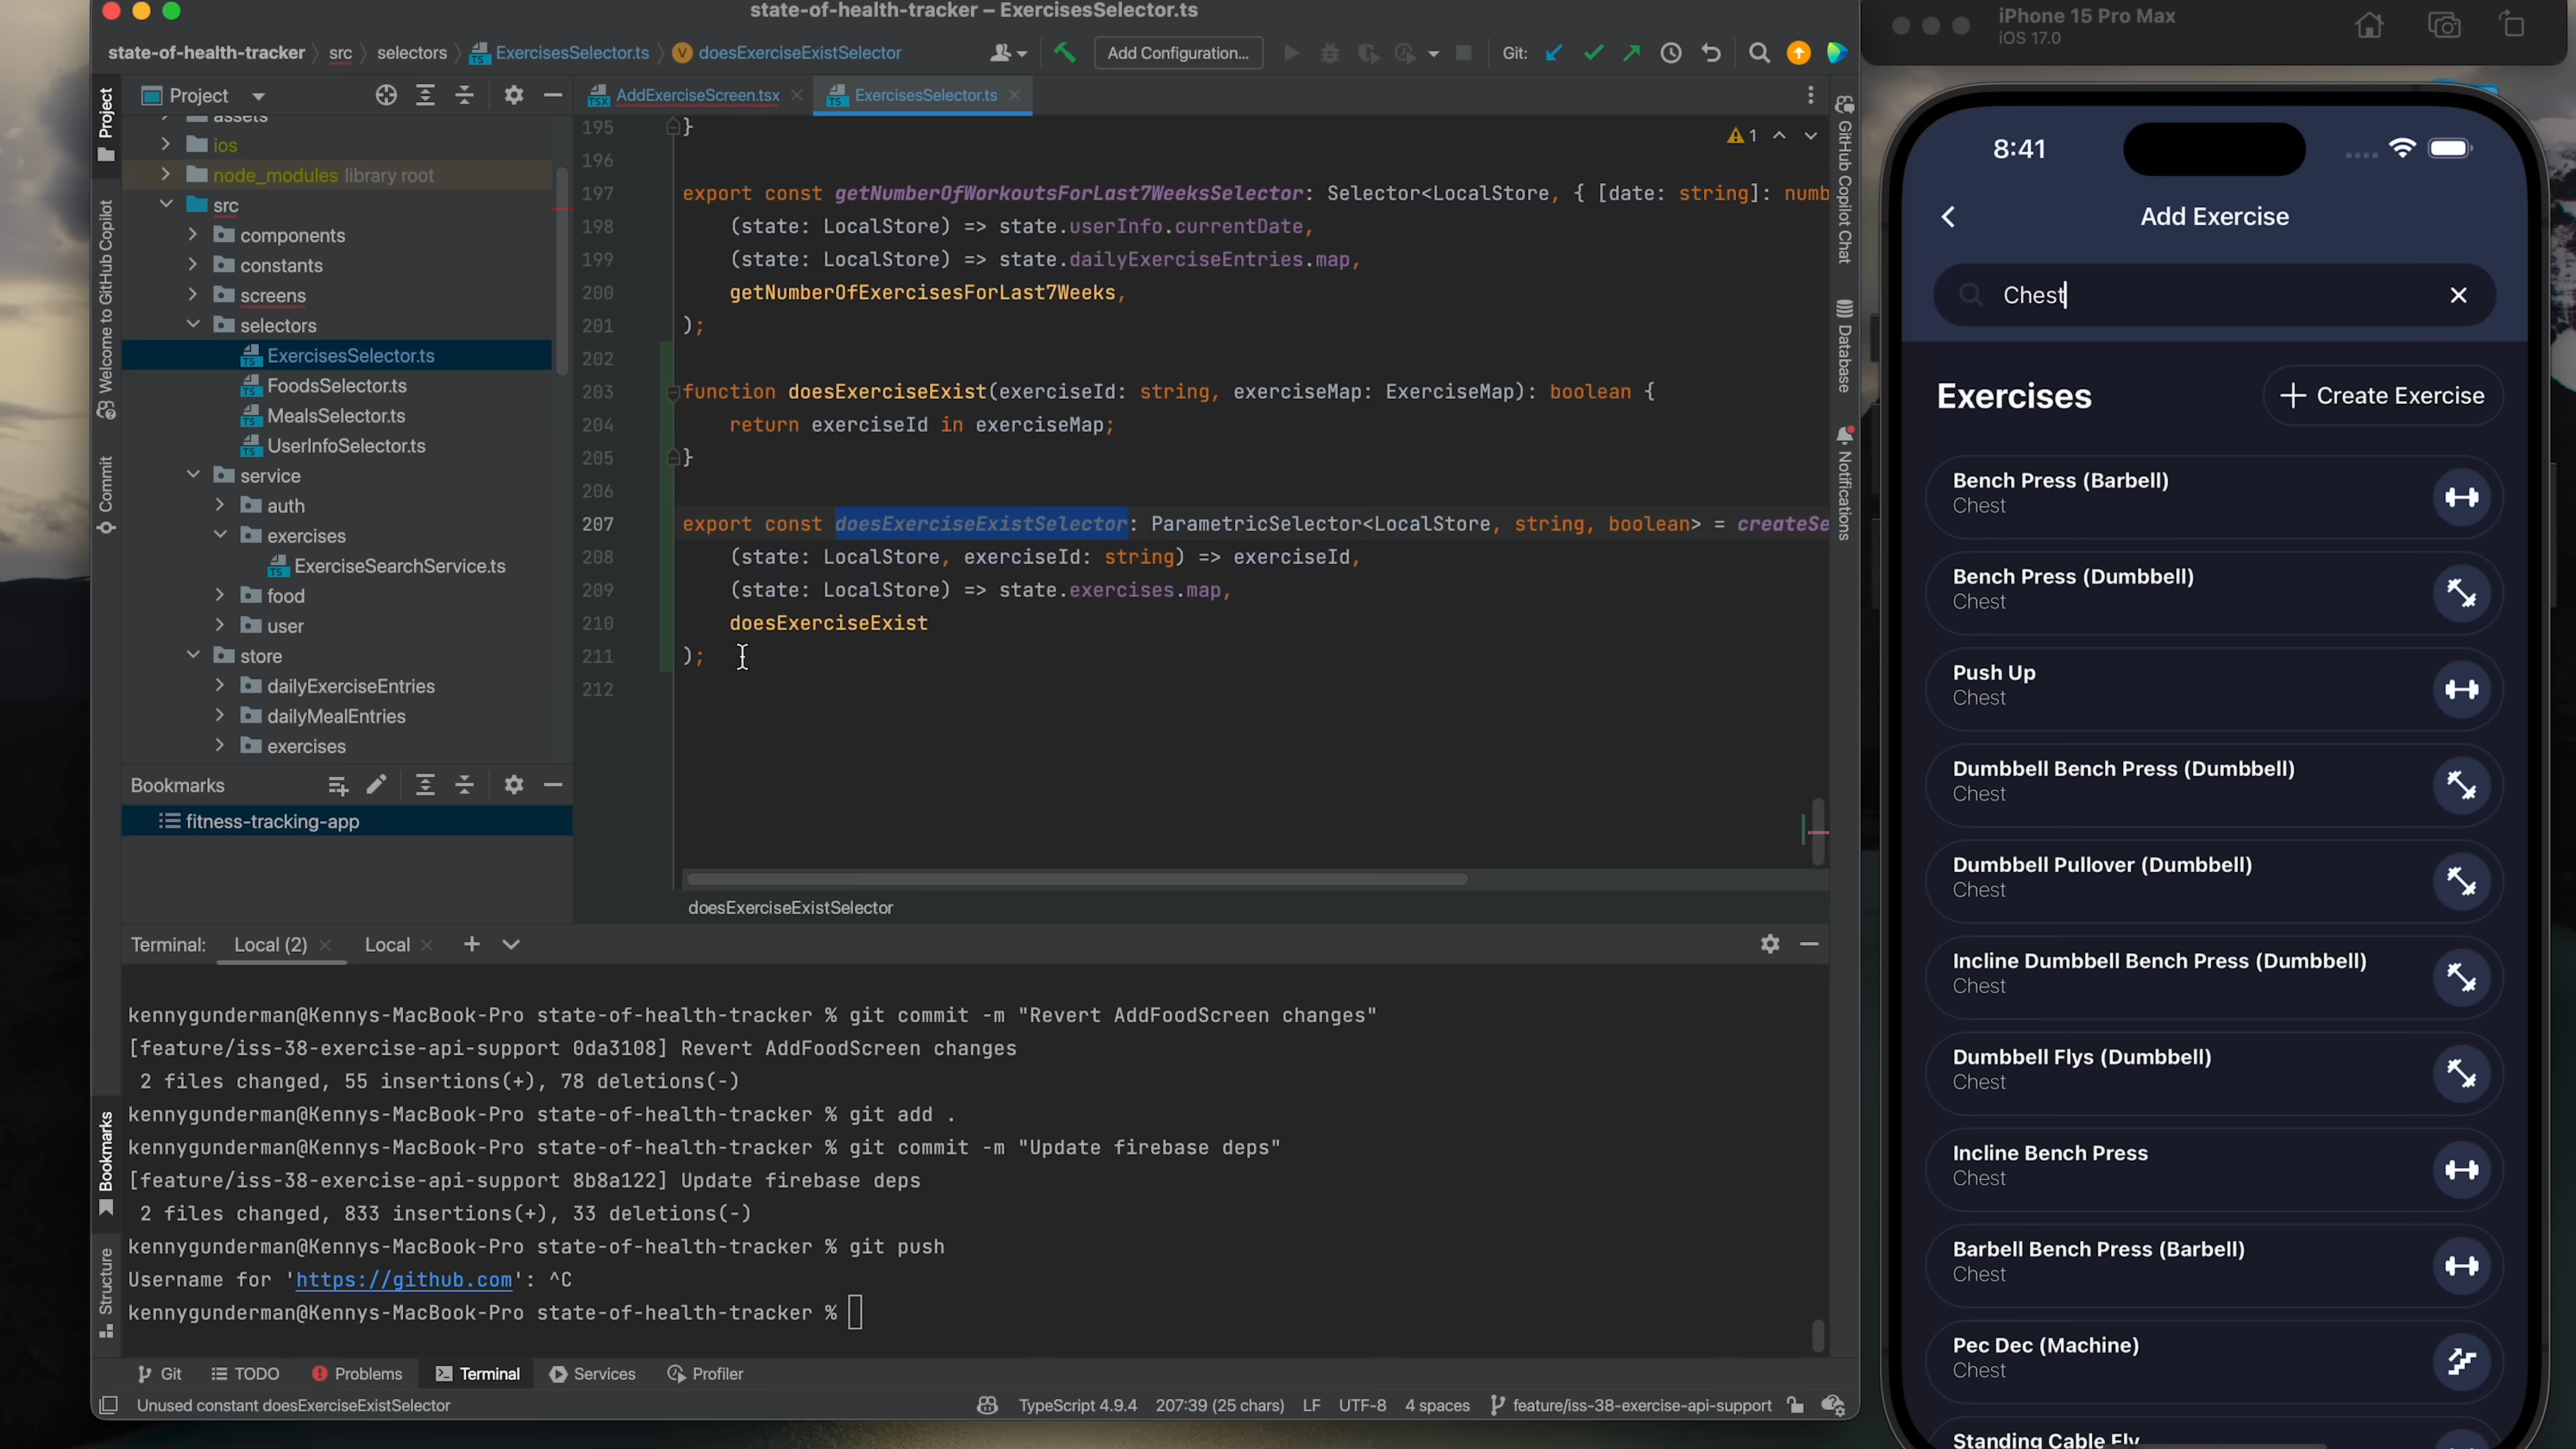 state-of-health-tracker – ExercisesSelector.ts
state-of-health-tracker
src
selectors
ExercisesSelector.ts
doesExerciseExistSelector
Add Configuration...
Git:
Project
AddExerciseScreen.tsx
ExercisesSelector.ts
assets
ios
node_modules library root
src
components
constants
screens
selectors
ExercisesSelector.ts
FoodsSelector.ts
MealsSelector.ts
UserInfoSelector.ts
service
auth
exercises
ExerciseSearchService.ts
food
user
store
dailyExerciseEntries
dailyMealEntries
exercises
Project
Welcome to GitHub Copilot
Commit
Bookmarks
Structure
Bookmarks
fitness-tracking-app
1
195 }
196
197 export const getNumberOfWorkoutsForLast7WeeksSelector: Selector<LocalStore, { [date: string]: numb
198 (state: LocalStore) => state.userInfo.currentDate,
199 (state: LocalStore) => state.dailyExerciseEntries.map,
200 getNumberOfExercisesForLast7Weeks,
201 );
202
203 function doesExerciseExist(exerciseId: string, exerciseMap: ExerciseMap): boolean {
204 return exerciseId in exerciseMap;
205 }
206
207 export const doesExerciseExistSelector: ParametricSelector<LocalStore, string, boolean> = createSe
208 (state: LocalStore, exerciseId: string) => exerciseId,
209 (state: LocalStore) => state.exercises.map,
210 doesExerciseExist
211 );
212
doesExerciseExistSelector
GitHub Copilot Chat
Database
Notifications
Terminal:
Local (2)
Local
kennygunderman@Kennys-MacBook-Pro state-of-health-tracker % git commit -m "Revert AddFoodScreen changes"
[feature/iss-38-exercise-api-support 0da3108] Revert AddFoodScreen changes
2 files changed, 55 insertions(+), 78 deletions(-)
kennygunderman@Kennys-MacBook-Pro state-of-health-tracker % git add .
kennygunderman@Kennys-MacBook-Pro state-of-health-tracker % git commit -m "Update firebase deps"
[feature/iss-38-exercise-api-support 8b8a122] Update firebase deps
2 files changed, 833 insertions(+), 33 deletions(-)
kennygunderman@Kennys-MacBook-Pro state-of-health-tracker % git push
Username for 'https://github.com': ^C
kennygunderman@Kennys-MacBook-Pro state-of-health-tracker %
Git
TODO
Problems
Terminal
Services
Profiler
Unused constant doesExerciseExistSelector
TypeScript 4.9.4
207:39 (25 chars)
LF
UTF-8
4 spaces
feature/iss-38-exercise-api-support
iPhone 15 Pro Max
iOS 17.0
8:41
Add Exercise
Chest
Exercises
Create Exercise
Bench Press (Barbell)
Chest
Bench Press (Dumbbell)
Chest
Push Up
Chest
Dumbbell Bench Press (Dumbbell)
Chest
Dumbbell Pullover (Dumbbell)
Chest
Incline Dumbbell Bench Press (Dumbbell)
Chest
Dumbbell Flys (Dumbbell)
Chest
Incline Bench Press
Chest
Barbell Bench Press (Barbell)
Chest
Pec Dec (Machine)
Chest
Standing Cable Fly